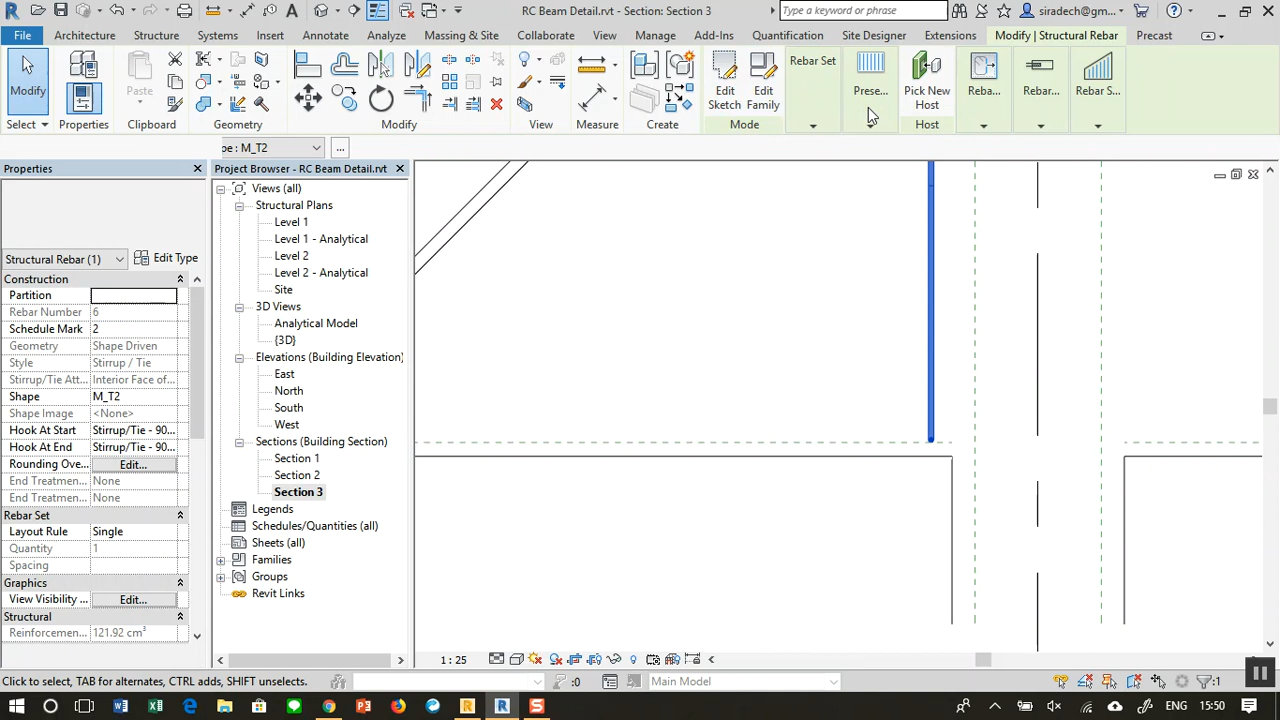 RC Beam Detail.rvt - Section: Section 3
Type a keyword or phrase
siradech@gm...
File
Architecture
Structure
Systems
Insert
Annotate
Analyze
Massing & Site
Collaborate
View
Manage
Add-Ins
Quantification
Site Designer
Extensions
Modify | Structural Rebar
Precast
Modify
Paste
Edit Sketch
Edit Family
Rebar Set
Prese...
Pick New Host
Reba...
Rebar...
Rebar S...
Select
Properties
Clipboard
Geometry
Modify
View
Measure
Create
Mode
Host
pe : M_T2
...
Properties
Structural Rebar (1)
Edit Type
Construction
Partition
Rebar Number 6
Schedule Mark 2
Geometry Shape Driven
Style Stirrup / Tie
Stirrup/Tie Att... Interior Face of...
Shape M_T2
Shape Image <None>
Hook At Start Stirrup/Tie - 90...
Hook At End Stirrup/Tie - 90...
Rounding Ove... Edit...
End Treatmen... None
End Treatmen... None
Rebar Set
Layout Rule Single
Quantity 1
Spacing
Graphics
View Visibility ... Edit...
Structural
Reinforcemen... 121.92 cm³
Project Browser - RC Beam Detail.rvt
Views (all)
Structural Plans
Level 1
Level 1 - Analytical
Level 2
Level 2 - Analytical
Site
3D Views
Analytical Model
{3D}
Elevations (Building Elevation)
East
North
South
West
Sections (Building Section)
Section 1
Section 2
Section 3
Legends
Schedules/Quantities (all)
Sheets (all)
Families
Groups
Revit Links
1 : 25
Click to select, TAB for alternates, CTRL adds, SHIFT unselects.
:0
Main Model
:1
ENG
15:50